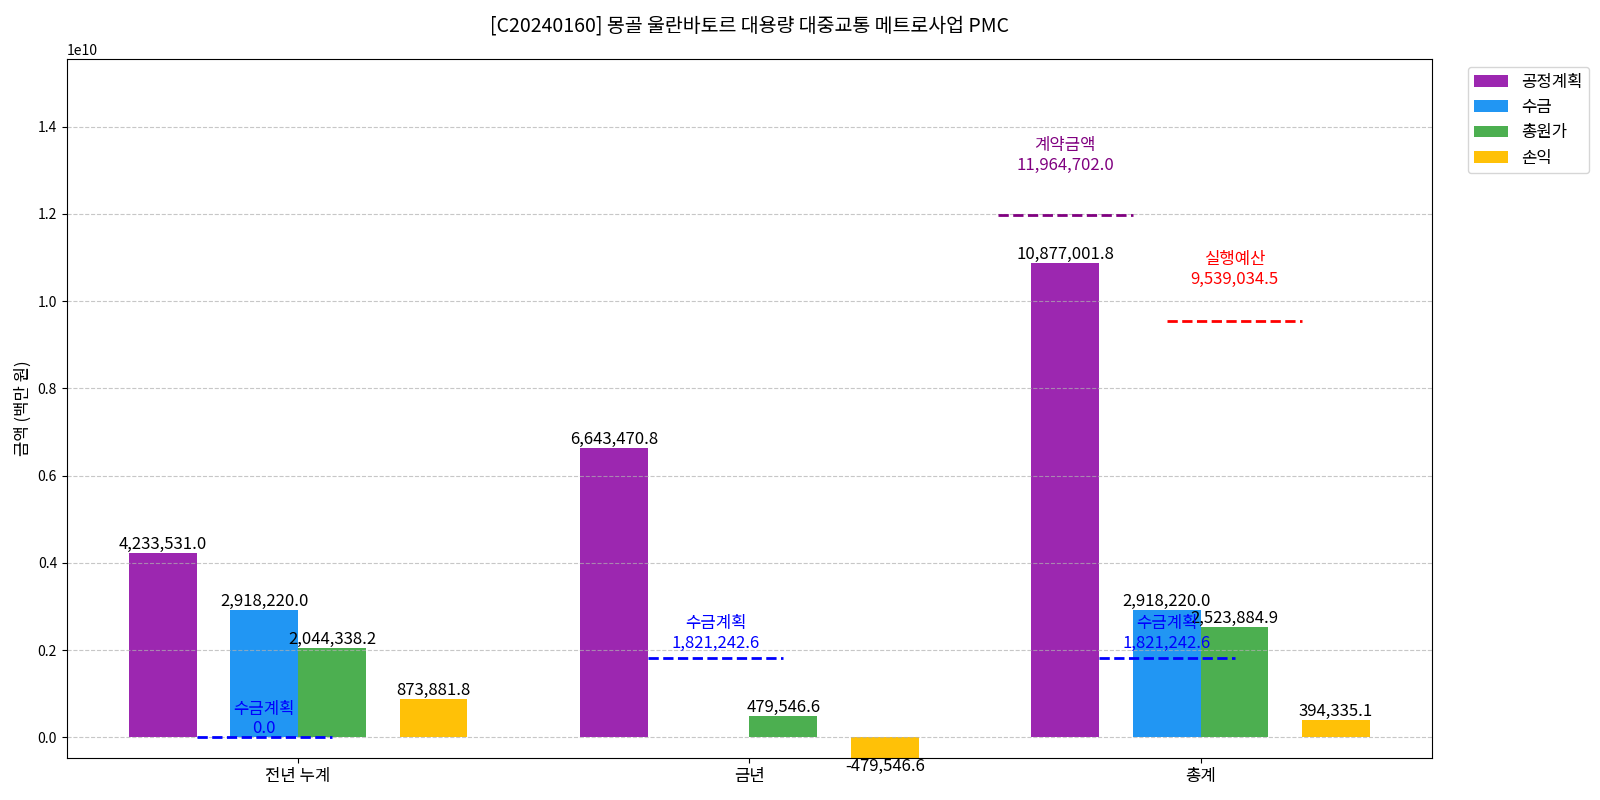 [C20240160] 몽골 울란바토르 대용량 대중교통 메트로사업 PMC
1e10
공정계획
수금
총원가
손익
1.4
1.2
1.0
0.8
0.6
0.4
0.2
0.0
금액 (백만 원)
계약금액
11,964,702.0
10,877,001.8
실행예산
9,539,034.5
6,643,470.8
4,233,531.0
2,918,220.0
2,044,338.2
수금계획
0.0
873,881.8
수금계획
1,821,242.6
479,546.6
-479,546.6
2,918,220.0
2,523,884.9
수금계획
1,821,242.6
394,335.1
전년 누계
금년
총계